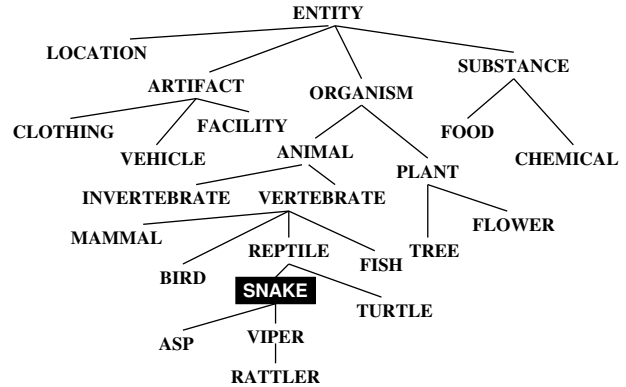 ENTITY
LOCATION
SUBSTANCE
ARTIFACT
ORGANISM
CLOTHING
FACILITY
FOOD
VEHICLE
ANIMAL
CHEMICAL
PLANT
INVERTEBRATE
VERTEBRATE
FLOWER
MAMMAL
REPTILE
TREE
BIRD
FISH
SNAKE
TURTLE
ASP
VIPER
RATTLER